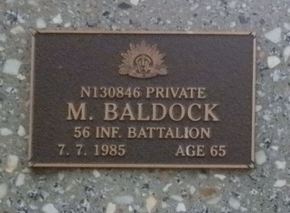 N130846 PRIVATE
M. BALDOCK
56 INF. BATTALION
7. 7. 1985 AGE 65